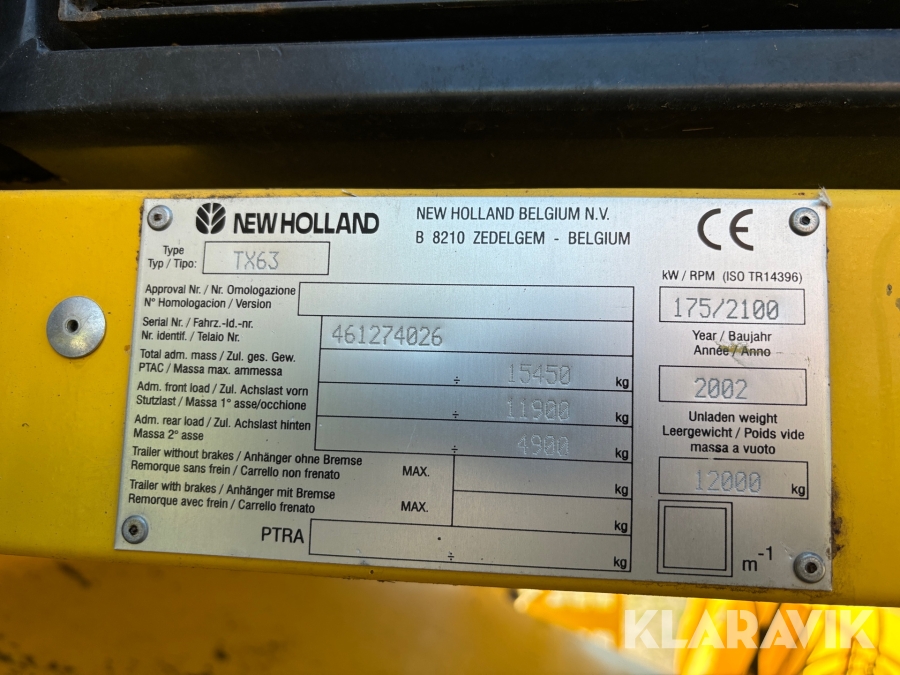 NEW HOLLAND
NEW HOLLAND BELGIUM N.V.
B 8210 ZEDELGEM - BELGIUM
CE
Type
Typ / Tipo:
TX63
Approval Nr. / Nr. Omologazione
N° Homologacion / Version
Serial Nr. / Fahrz.-Id.-nr.
Nr. identif. / Telaio Nr.
461274026
Total adm. mass / Zul. ges. Gew.
PTAC / Massa max. ammessa
÷ 15450 kg
Adm. front load / Zul. Achslast vorn
Stutzlast / Massa 1° asse/occhione
÷ 11900 kg
Adm. rear load / Zul. Achslast hinten
Massa 2° asse
÷ 4900 kg
Trailer without brakes / Anhänger ohne Bremse
Remorque sans frein / Carrello non frenato
MAX. kg
Trailer with brakes / Anhänger mit Bremse
Remorque avec frein / Carrello frenato
MAX. kg
PTRA ÷ kg
kW / RPM (ISO TR14396)
175/2100
Year / Baujahr
Année / Anno
2002
Unladen weight
Leergewicht / Poids vide
massa a vuoto
12000 kg
m-1
KLARAVIK